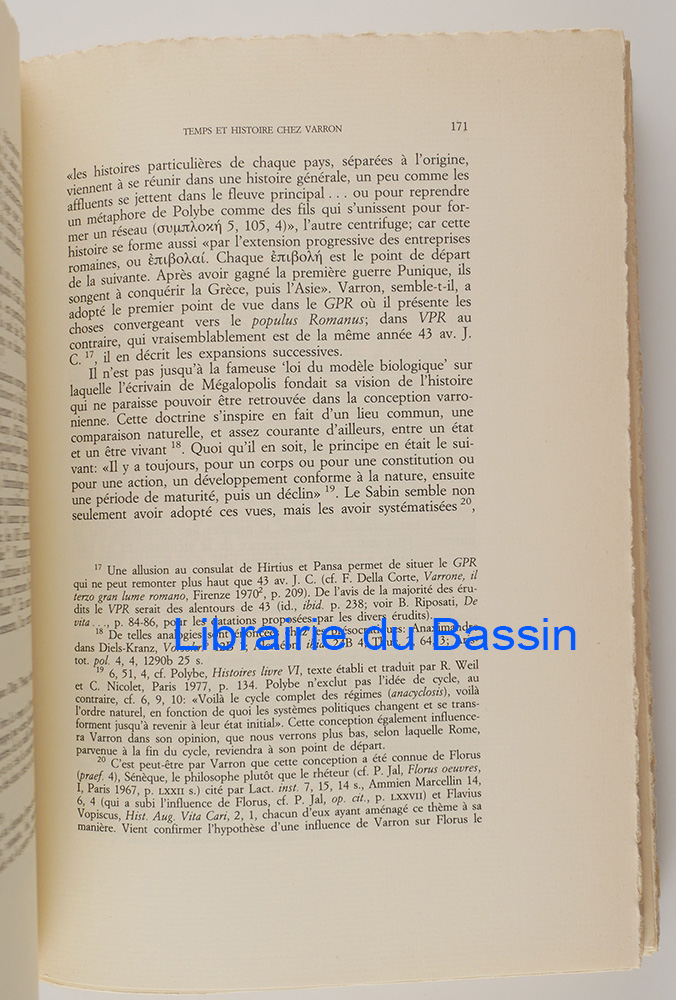 TEMPS ET HISTOIRE CHEZ VARRON 171
«les histoires particulières de chaque pays, séparées à l'origine,
viennent à se réunir dans une histoire générale, un peu comme les
affluents se jettent dans le fleuve principal . . . ou pour reprendre
un métaphore de Polybe comme des fils qui s'unissent pour for-
mer un réseau (συμπλοκή 5, 105, 4)», l'autre centrifuge; car cette
histoire se forme aussi «par l'extension progressive des entreprises
romaines, ou ἐπιβολαί. Chaque ἐπιβολή est le point de départ
de la suivante. Après avoir gagné la première guerre Punique, ils
songent à conquérir la Grèce, puis l'Asie». Varron, semble-t-il, a
adopté le premier point de vue dans le GPR où il présente les
choses convergeant vers le populus Romanus; dans VPR au
contraire, qui vraisemblablement est de la même année 43 av. J.
C. 17, il en décrit les expansions successives.
Il n'est pas jusqu'à la fameuse 'loi du modèle biologique' sur
laquelle l'écrivain de Mégalopolis fondait sa vision de l'histoire
qui ne paraisse pouvoir être retrouvée dans la conception varro-
nienne. Cette doctrine s'inspire en fait d'un lieu commun, une
comparaison naturelle, et assez courante d'ailleurs, entre un état
et un être vivant 18. Quoi qu'il en soit, le principe en était le sui-
vant: «Il y a toujours, pour un corps ou pour une constitution ou
pour une action, un développement conforme à la nature, ensuite
une période de maturité, puis un déclin» 19. Le Sabin semble non
seulement avoir adopté ces vues, mais les avoir systématisées 20,
17 Une allusion au consulat de Hirtius et Pansa permet de situer le GPR
qui ne peut remonter plus haut que 43 av. J. C. (cf. F. Della Corte, Varrone, il
terzo gran lume romano, Firenze 1970², p. 209). De l'avis de la majorité des éru-
dits le VPR serait des alentours de 43 (id., ibid. p. 238; voir B. Riposati, De
vita . . ., p. 84-86, pour les datations proposées par les divers érudits).
18 De telles analogies sont
dans Diels-Kranz,
tot. pol. 4, 4, 1290b 25 s.
19 6, 51, 4, cf. Polybe, Histoires livre VI, texte établi et traduit par R. Weil
et C. Nicolet, Paris 1977, p. 134. Polybe n'exclut pas l'idée de cycle, au
contraire, cf. 6, 9, 10: «Voilà le cycle complet des régimes (anacyclosis), voilà
l'ordre naturel, en fonction de quoi les systèmes politiques changent et se trans-
forment jusqu'à revenir à leur état initial». Cette conception également influence-
ra Varron dans son opinion, que nous verrons plus bas, selon laquelle Rome,
parvenue à la fin du cycle, reviendra à son point de départ.
20 C'est peut-être par Varron que cette conception a été connue de Florus
(praef. 4), Sénèque, le philosophe plutôt que le rhéteur (cf. P. Jal, Florus oeuvres,
I, Paris 1967, p. LXXII s.) cité par Lact. inst. 7, 15, 14 s., Ammien Marcellin 14,
6, 4 (qui a subi l'influence de Florus, cf. P. Jal, op. cit., p. LXXVII) et Flavius
Vopiscus, Hist. Aug. Vita Cari, 2, 1, chacun d'eux ayant aménagé ce thème à sa
manière. Vient confirmer l'hypothèse d'une influence de Varron sur Florus le
Librairie du Bassin